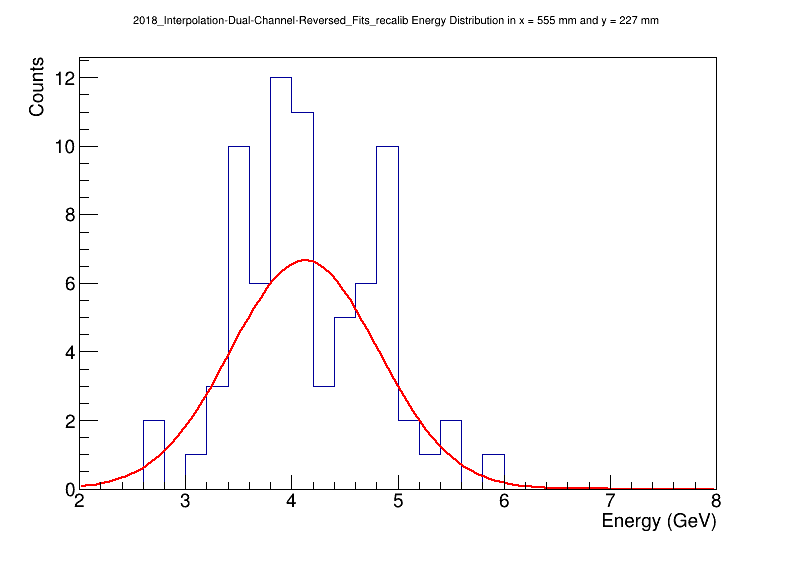 2018_Interpolation-Dual-Channel-Reversed_Fits_recalib Energy Distribution in x = 555 mm and y = 227 mm
Counts
12
10
8
6
4
2
0
2 3 4 5 6 7 8
Energy (GeV)